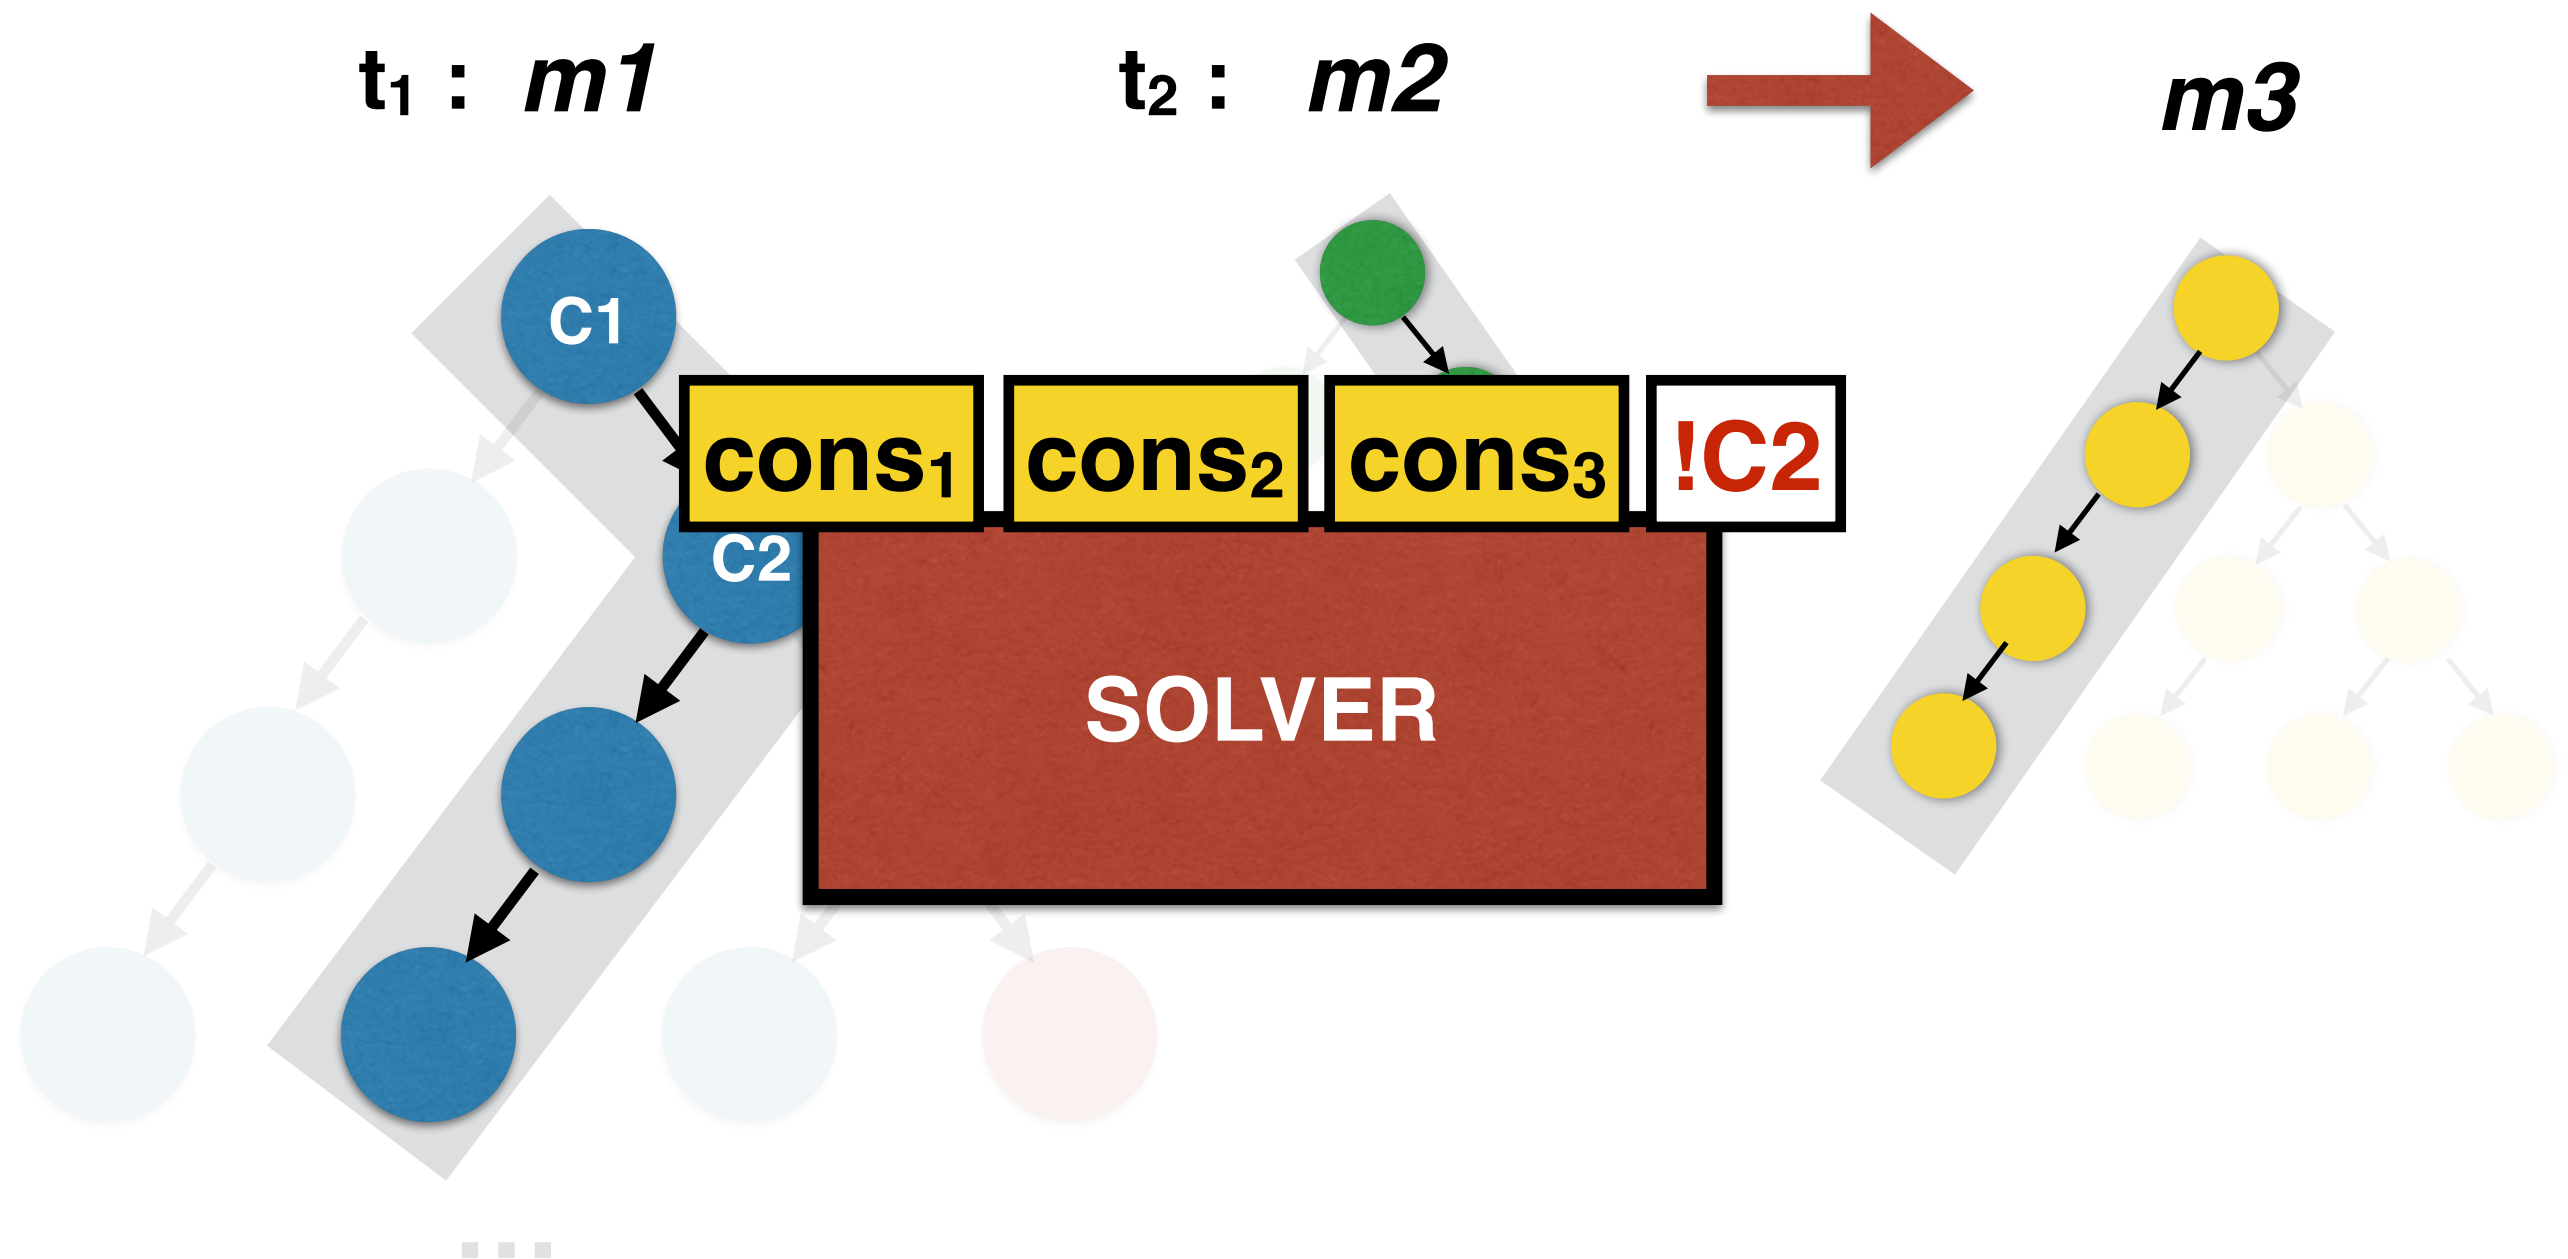 t₁ : m1
t₂ : m2
m3
C1
cons₁ cons₂ cons₃ !C2
C2
SOLVER
...